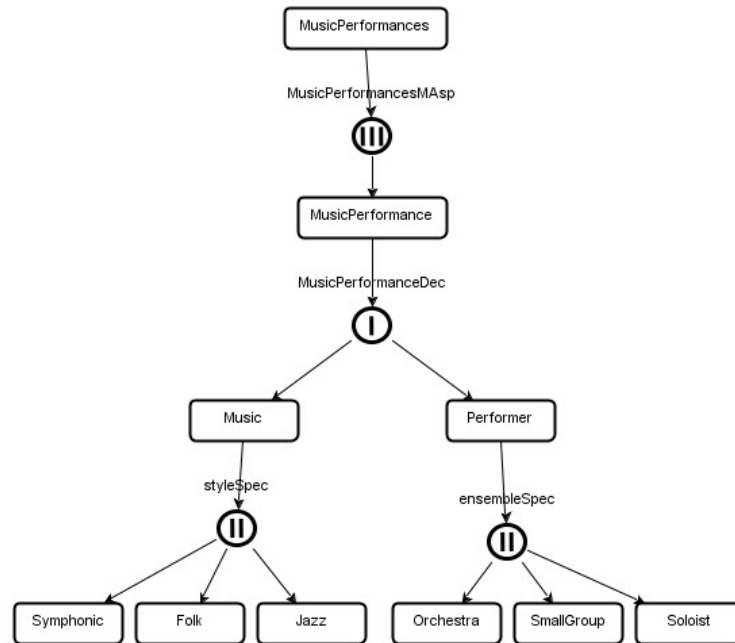 MusicPerformances
MusicPerformancesMAsp
III
MusicPerformance
MusicPerformanceDec
I
Music
Performer
styleSpec
ensembleSpec
II
II
Symphonic
Folk
Jazz
Orchestra
SmallGroup
Soloist